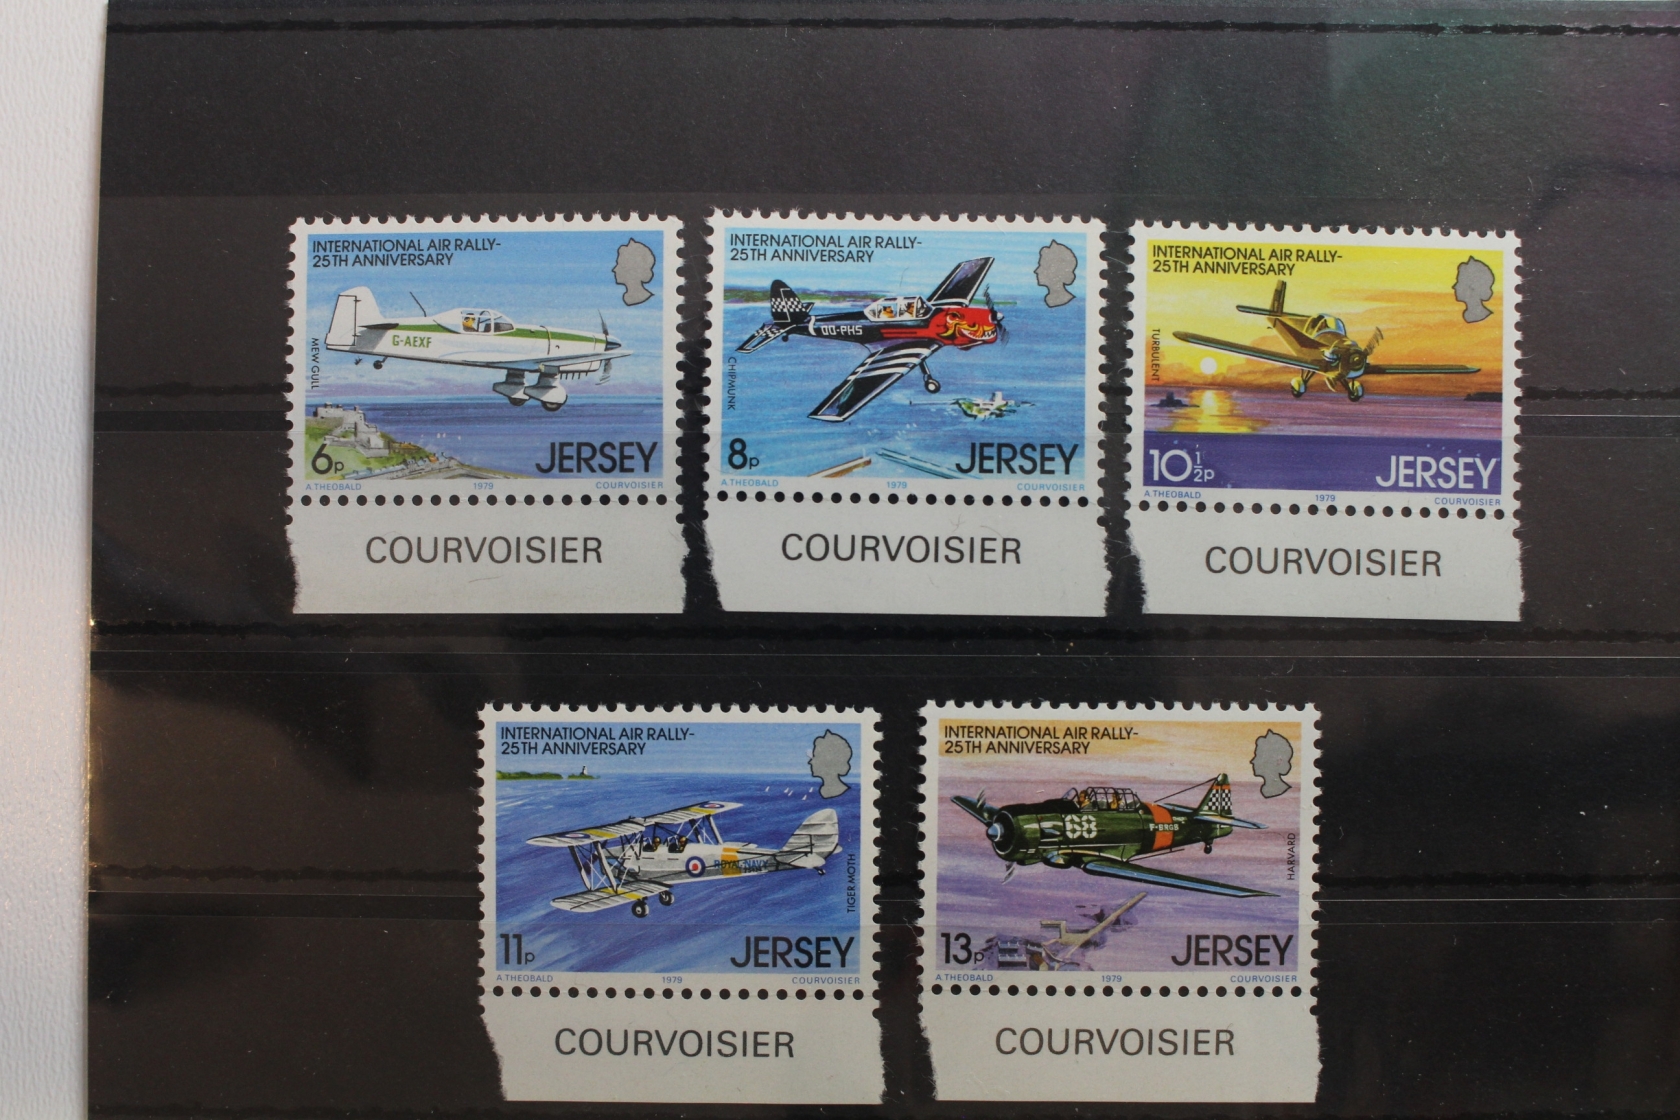 INTERNATIONAL AIR RALLY-
25TH ANNIVERSARY
G-AEXF
MEW GULL
6p
JERSEY
A.THEOBALD 1979 COURVOISIER
COURVOISIER
INTERNATIONAL AIR RALLY-
25TH ANNIVERSARY
OO-PHS
CHIPMUNK
8p
JERSEY
A.THEOBALD 1979 COURVOISIER
COURVOISIER
INTERNATIONAL AIR RALLY-
25TH ANNIVERSARY
TURBULENT
10½p
JERSEY
A.THEOBALD 1979 COURVOISIER
COURVOISIER
INTERNATIONAL AIR RALLY-
25TH ANNIVERSARY
ROYAL NAVY
TIGER MOTH
11p
JERSEY
A.THEOBALD 1979 COURVOISIER
COURVOISIER
INTERNATIONAL AIR RALLY-
25TH ANNIVERSARY
68
F-BRGB
HARVARD
13p
JERSEY
A.THEOBALD 1979 COURVOISIER
COURVOISIER